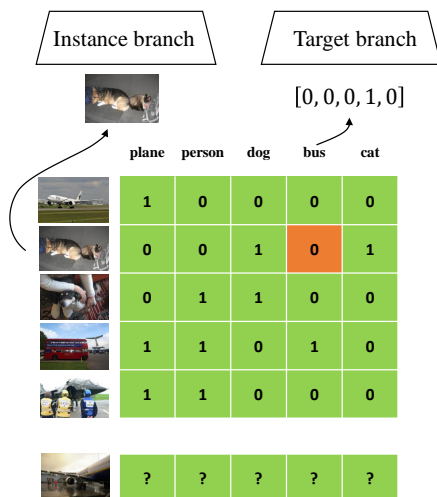 Instance branch
Target branch
[0, 0, 0, 1, 0]
plane person dog bus cat
1 0 0 0 0
0 0 1 0 1
0 1 1 0 0
1 1 0 1 0
1 1 0 0 0
? ? ? ? ?